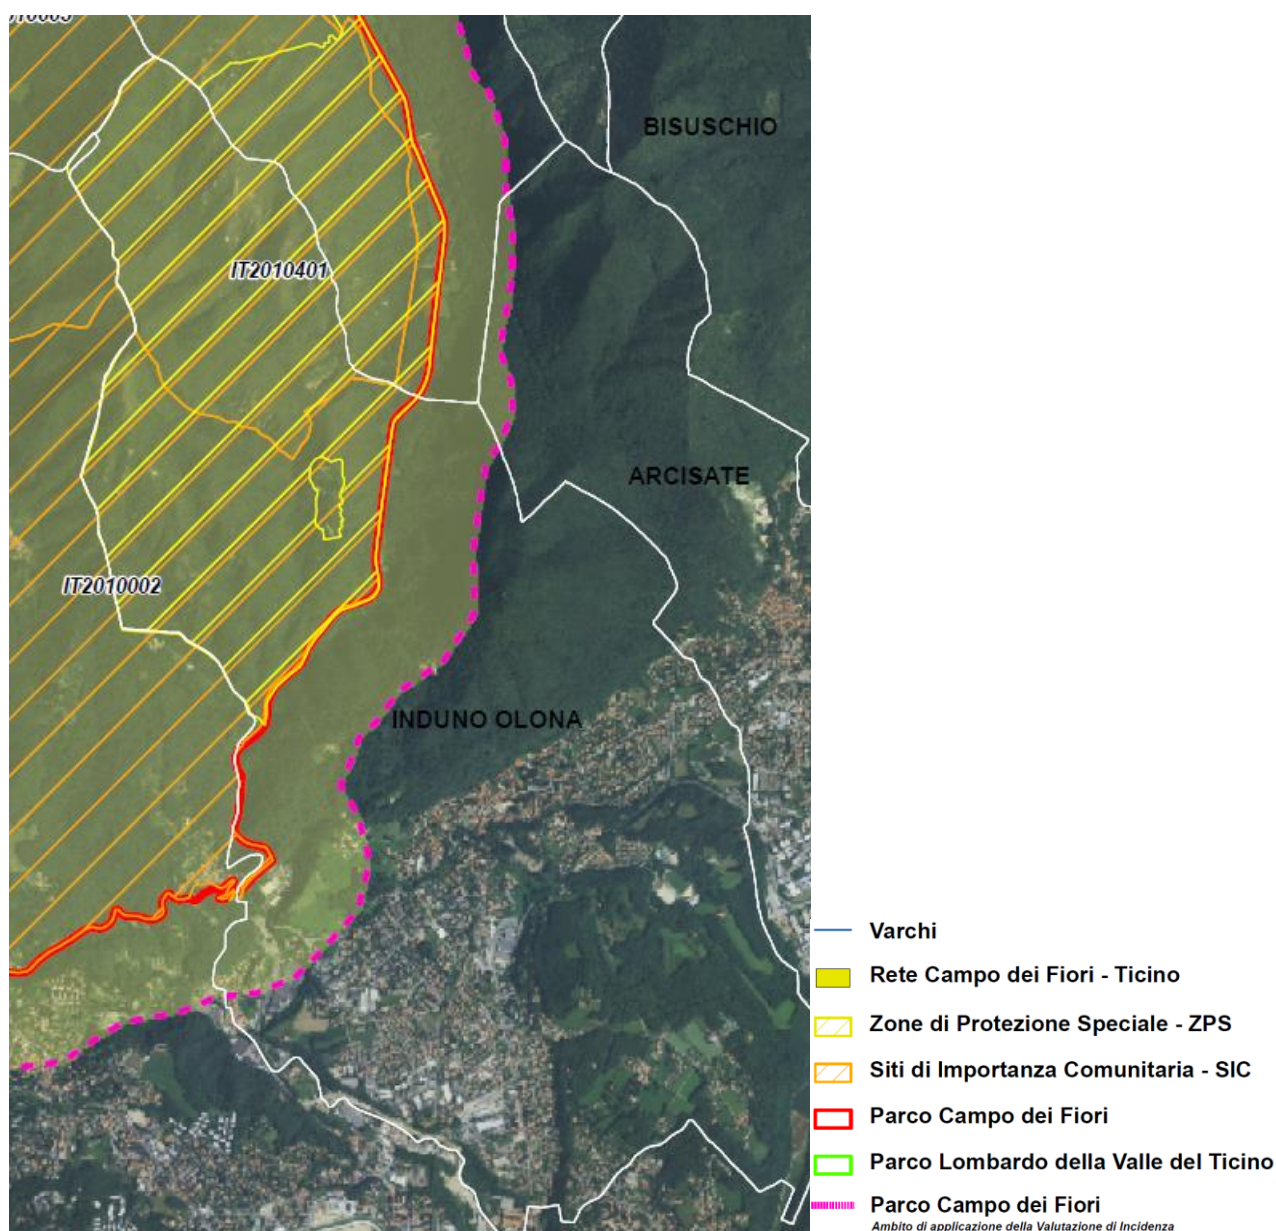 BISUSCHIO
IT2010401
ARCISATE
IT2010002
INDUNO OLONA
Varchi
Rete Campo dei Fiori - Ticino
Zone di Protezione Speciale - ZPS
Siti di Importanza Comunitaria - SIC
Parco Campo dei Fiori
Parco Lombardo della Valle del Ticino
Parco Campo dei Fiori
Ambito di applicazione della Valutazione di Incidenza